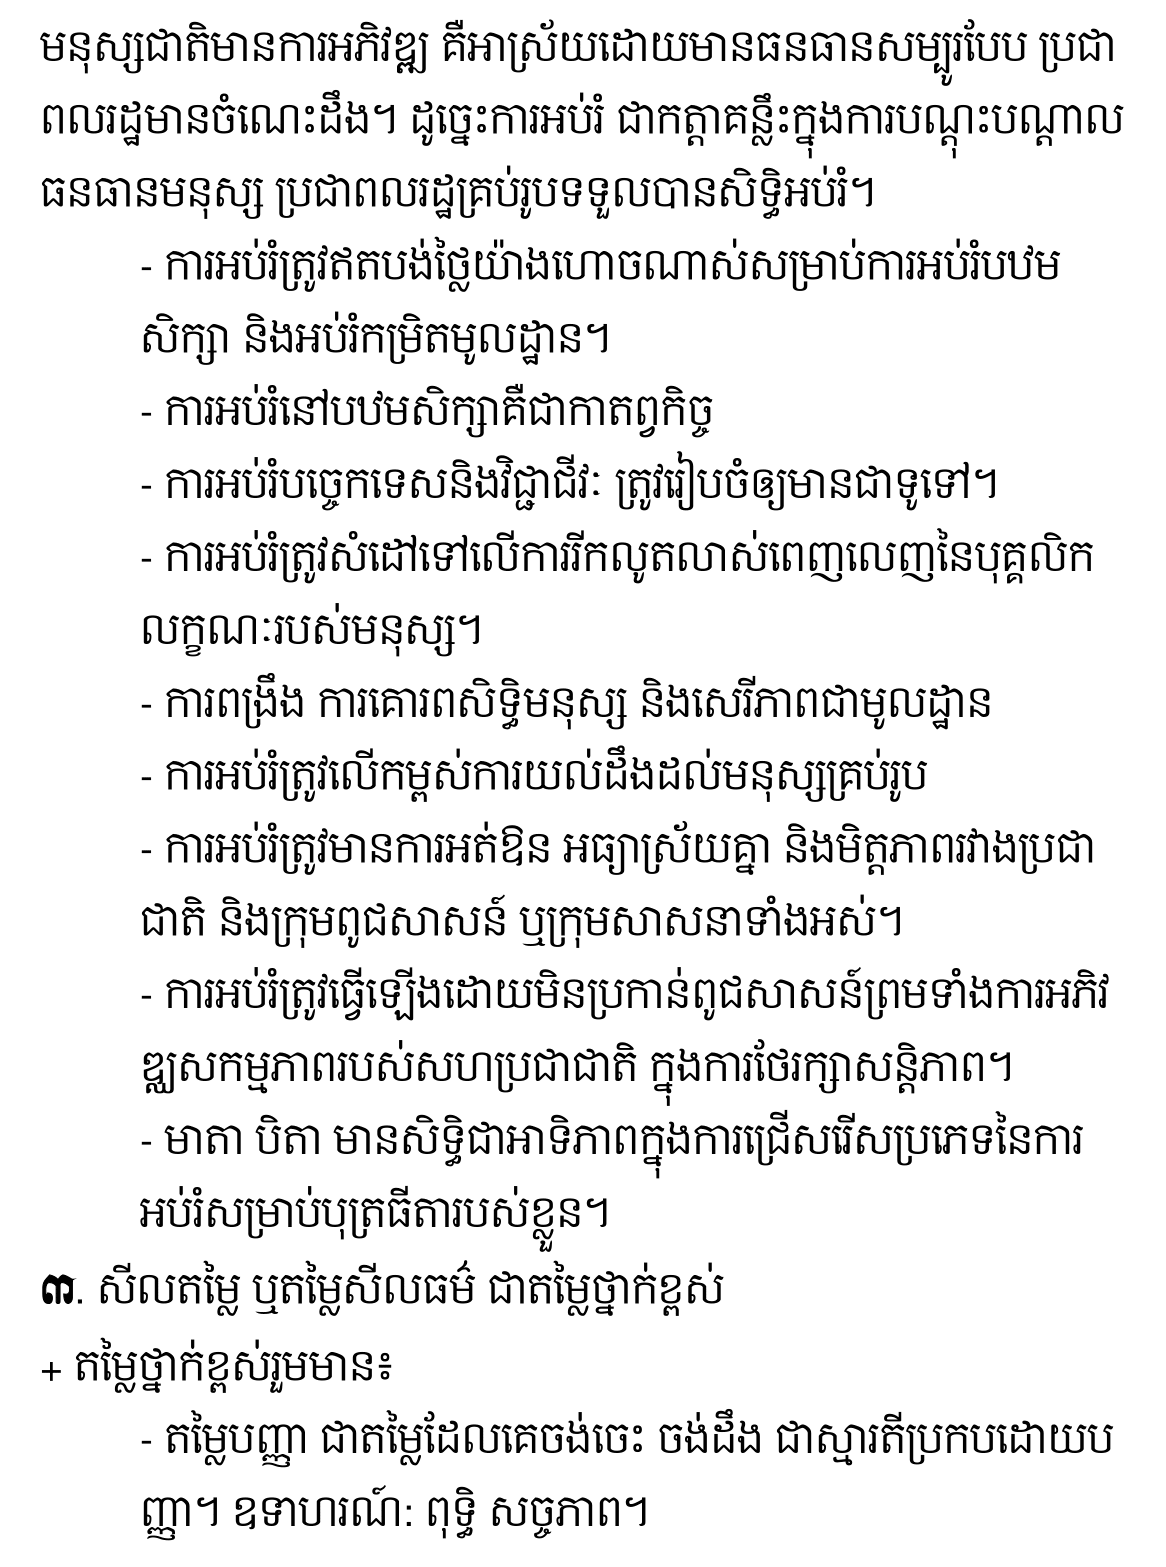 មនុស្សជាតិមានការអភិវឌ្ឍ គឺអាស្រ័យដោយមានធនធានសម្បូរបែប ប្រជា
ពលរដ្ឋមានចំណេះដឹង។ ដូច្នេះការអប់រំ ជាកត្តាគន្លឹះក្នុងការបណ្តុះបណ្តាល
ធនធានមនុស្ស ប្រជាពលរដ្ឋគ្រប់រូបទទួលបានសិទ្ធិអប់រំ។
- ការអប់រំត្រូវឥតបង់ថ្លៃយ៉ាងហោចណាស់សម្រាប់ការអប់រំបឋម
សិក្សា និងអប់រំកម្រិតមូលដ្ឋាន។
- ការអប់រំនៅបឋមសិក្សាគឺជាកាតព្វកិច្ច
- ការអប់រំបច្ចេកទេសនិងវិជ្ជាជីវៈ ត្រូវរៀបចំឲ្យមានជាទូទៅ។
- ការអប់រំត្រូវសំដៅទៅលើការរីកលូតលាស់ពេញលេញនៃបុគ្គលិក
លក្ខណៈរបស់មនុស្ស។
- ការពង្រឹង ការគោរពសិទ្ធិមនុស្ស និងសេរីភាពជាមូលដ្ឋាន
- ការអប់រំត្រូវលើកម្ពស់ការយល់ដឹងដល់មនុស្សគ្រប់រូប
- ការអប់រំត្រូវមានការអត់ឱន អធ្យាស្រ័យគ្នា និងមិត្តភាពរវាងប្រជា
ជាតិ និងក្រុមពូជសាសន៍ ឬក្រុមសាសនាទាំងអស់។
- ការអប់រំត្រូវធ្វើឡើងដោយមិនប្រកាន់ពូជសាសន៍ព្រមទាំងការអភិវ
ឌ្ឍសកម្មភាពរបស់សហប្រជាជាតិ ក្នុងការថែរក្សាសន្តិភាព។
- មាតា បិតា មានសិទ្ធិជាអាទិភាពក្នុងការជ្រើសរើសប្រភេទនៃការ
អប់រំសម្រាប់បុត្រធីតារបស់ខ្លួន។
៣. សីលតម្លៃ ឬតម្លៃសីលធម៌ ជាតម្លៃថ្នាក់ខ្ពស់
+ តម្លៃថ្នាក់ខ្ពស់រួមមាន៖
- តម្លៃបញ្ញា ជាតម្លៃដែលគេចង់ចេះ ចង់ដឹង ជាស្មារតីប្រកបដោយប
ញ្ញា។ ឧទាហរណ៍: ពុទ្ធិ សច្ចភាព។